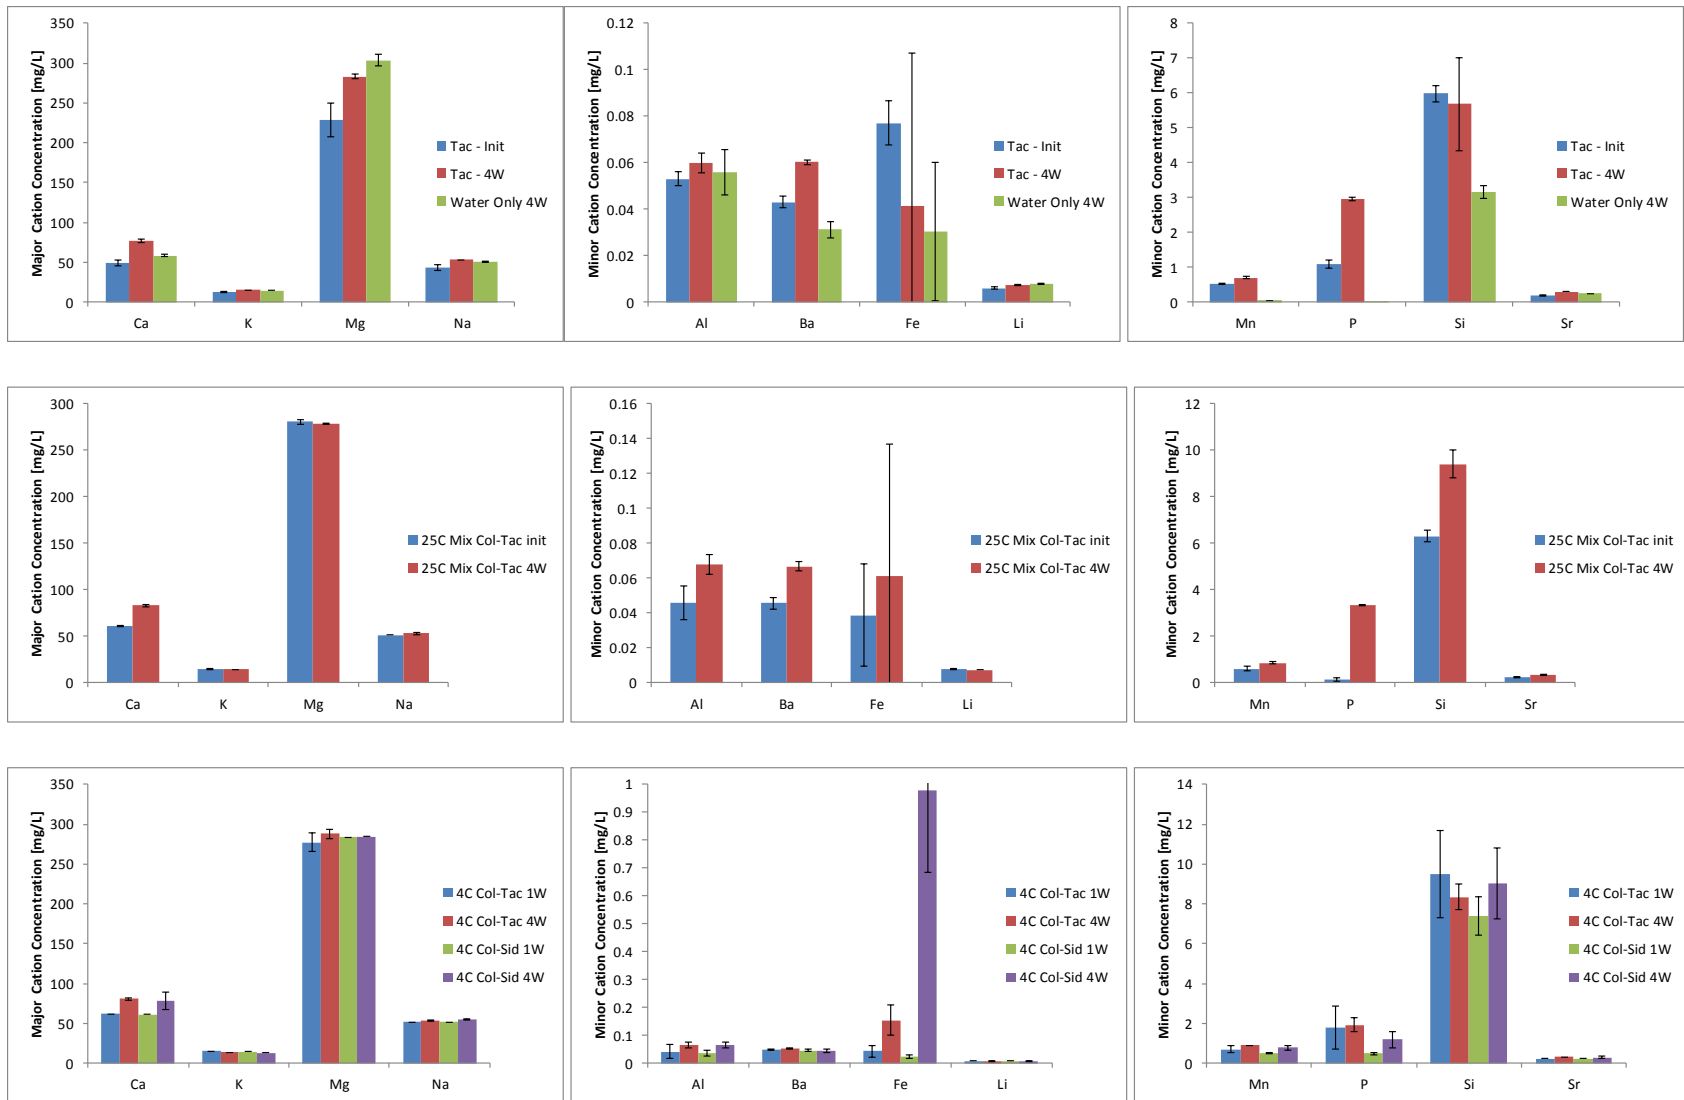 Major Cation Concentration [mg/L]
350
300
250
200
150
100
50
0
Ca K Mg Na
Tac - Init
Tac - 4W
Water Only 4W
Minor Cation Concentration [mg/L]
0.12
0.1
0.08
0.06
0.04
0.02
0
Al Ba Fe Li
Tac - Init
Tac - 4W
Water Only 4W
Minor Cation Concentration [mg/L]
8
7
6
5
4
3
2
1
0
Mn P Si Sr
Tac - Init
Tac - 4W
Water Only 4W
Major Cation Concentration [mg/L]
300
250
200
150
100
50
0
Ca K Mg Na
25C Mix Col-Tac init
25C Mix Col-Tac 4W
Minor Cation Concentration [mg/L]
0.16
0.14
0.12
0.1
0.08
0.06
0.04
0.02
0
Al Ba Fe Li
25C Mix Col-Tac init
25C Mix Col-Tac 4W
Minor Cation Concentration [mg/L]
12
10
8
6
4
2
0
Mn P Si Sr
25C Mix Col-Tac init
25C Mix Col-Tac 4W
Major Cation Concentration [mg/L]
350
300
250
200
150
100
50
0
Ca K Mg Na
4C Col-Tac 1W
4C Col-Tac 4W
4C Col-Sid 1W
4C Col-Sid 4W
Minor Cation Concentration [mg/L]
1
0.9
0.8
0.7
0.6
0.5
0.4
0.3
0.2
0.1
0
Al Ba Fe Li
4C Col-Tac 1W
4C Col-Tac 4W
4C Col-Sid 1W
4C Col-Sid 4W
Minor Cation Concentration [mg/L]
14
12
10
8
6
4
2
0
Mn P Si Sr
4C Col-Tac 1W
4C Col-Tac 4W
4C Col-Sid 1W
4C Col-Sid 4W